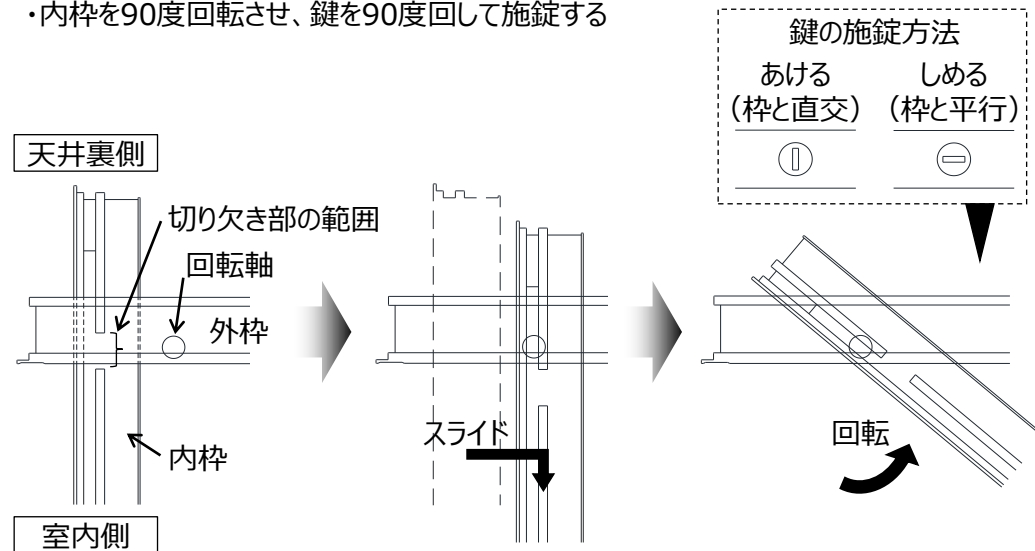 ・内枠を90度回転させ、鍵を90度回して施錠する
鍵の施錠方法
あける
(枠と直交)
しめる
(枠と平行)
天井裏側
切り欠き部の範囲
回転軸
外枠
内枠
室内側
スライド
回転